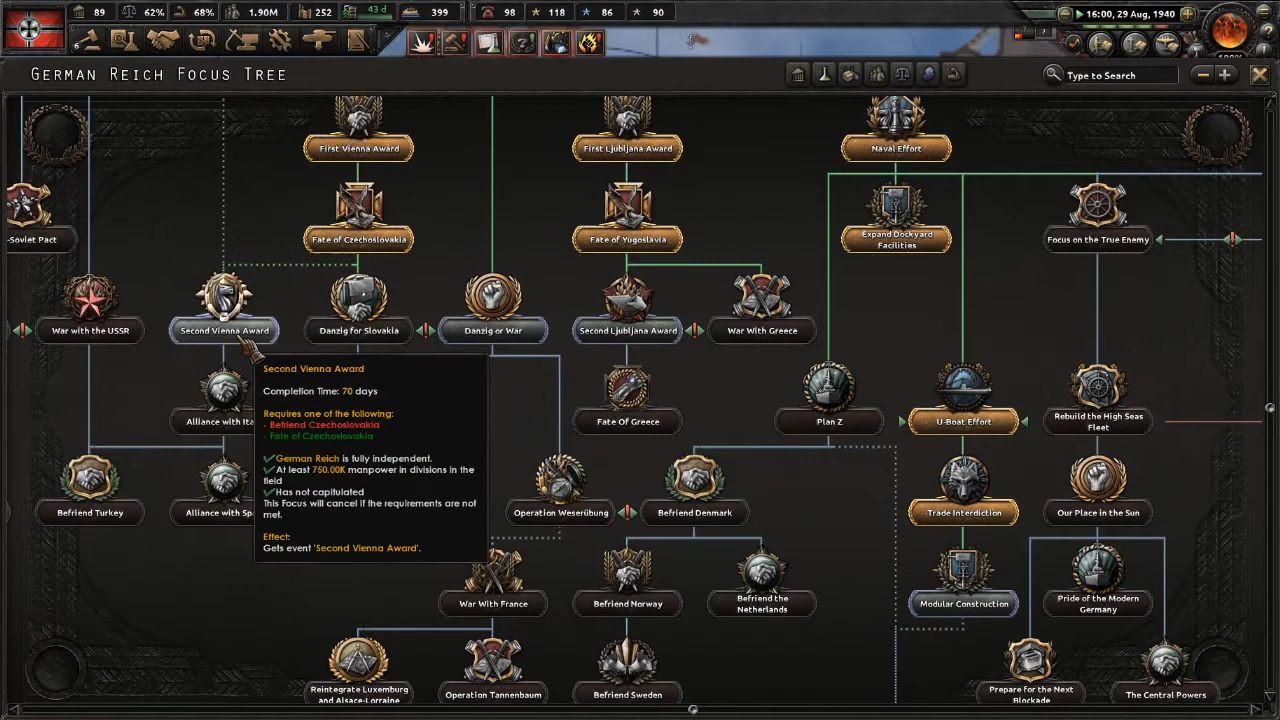 89
62%
68%
1.90M
252
43 d
399
98
118
86
90
16:00, 29 Aug, 1940
6
?
?
100%
German Reich Focus Tree
Type to Search
First Vienna Award
First Ljubljana Award
Naval Effort
-Soviet Pact
Fate of Czechoslovakia
Fate of Yugoslavia
Expand Dockyard
Facilities
Focus on the True Enemy
War with the USSR
Second Vienna Award
Danzig for Slovakia
Danzig or War
Second Ljubljana Award
War With Greece
Second Vienna Award
Completion Time: 70 days
Requires one of the following:
- Befriend Czechoslovakia
- Fate of Czechoslovakia
German Reich is fully independent.
At least 750.00K manpower in divisions in the
field
Has not capitulated
This Focus will cancel if the requirements are not
met.
Effect:
Gets event 'Second Vienna Award'.
Alliance with Ita
Fate Of Greece
Plan Z
U-Boat Effort
Rebuild the High Seas
Fleet
Befriend Turkey
Alliance with Sp
Operation Weserübung
Befriend Denmark
Trade Interdiction
Our Place in the Sun
War With France
Befriend Norway
Befriend the
Netherlands
Modular Construction
Pride of the Modern
Germany
Reintegrate Luxemburg
and Alsace-Lorraine
Operation Tannenbaum
Befriend Sweden
Prepare for the Next
Blockade
The Central Powers